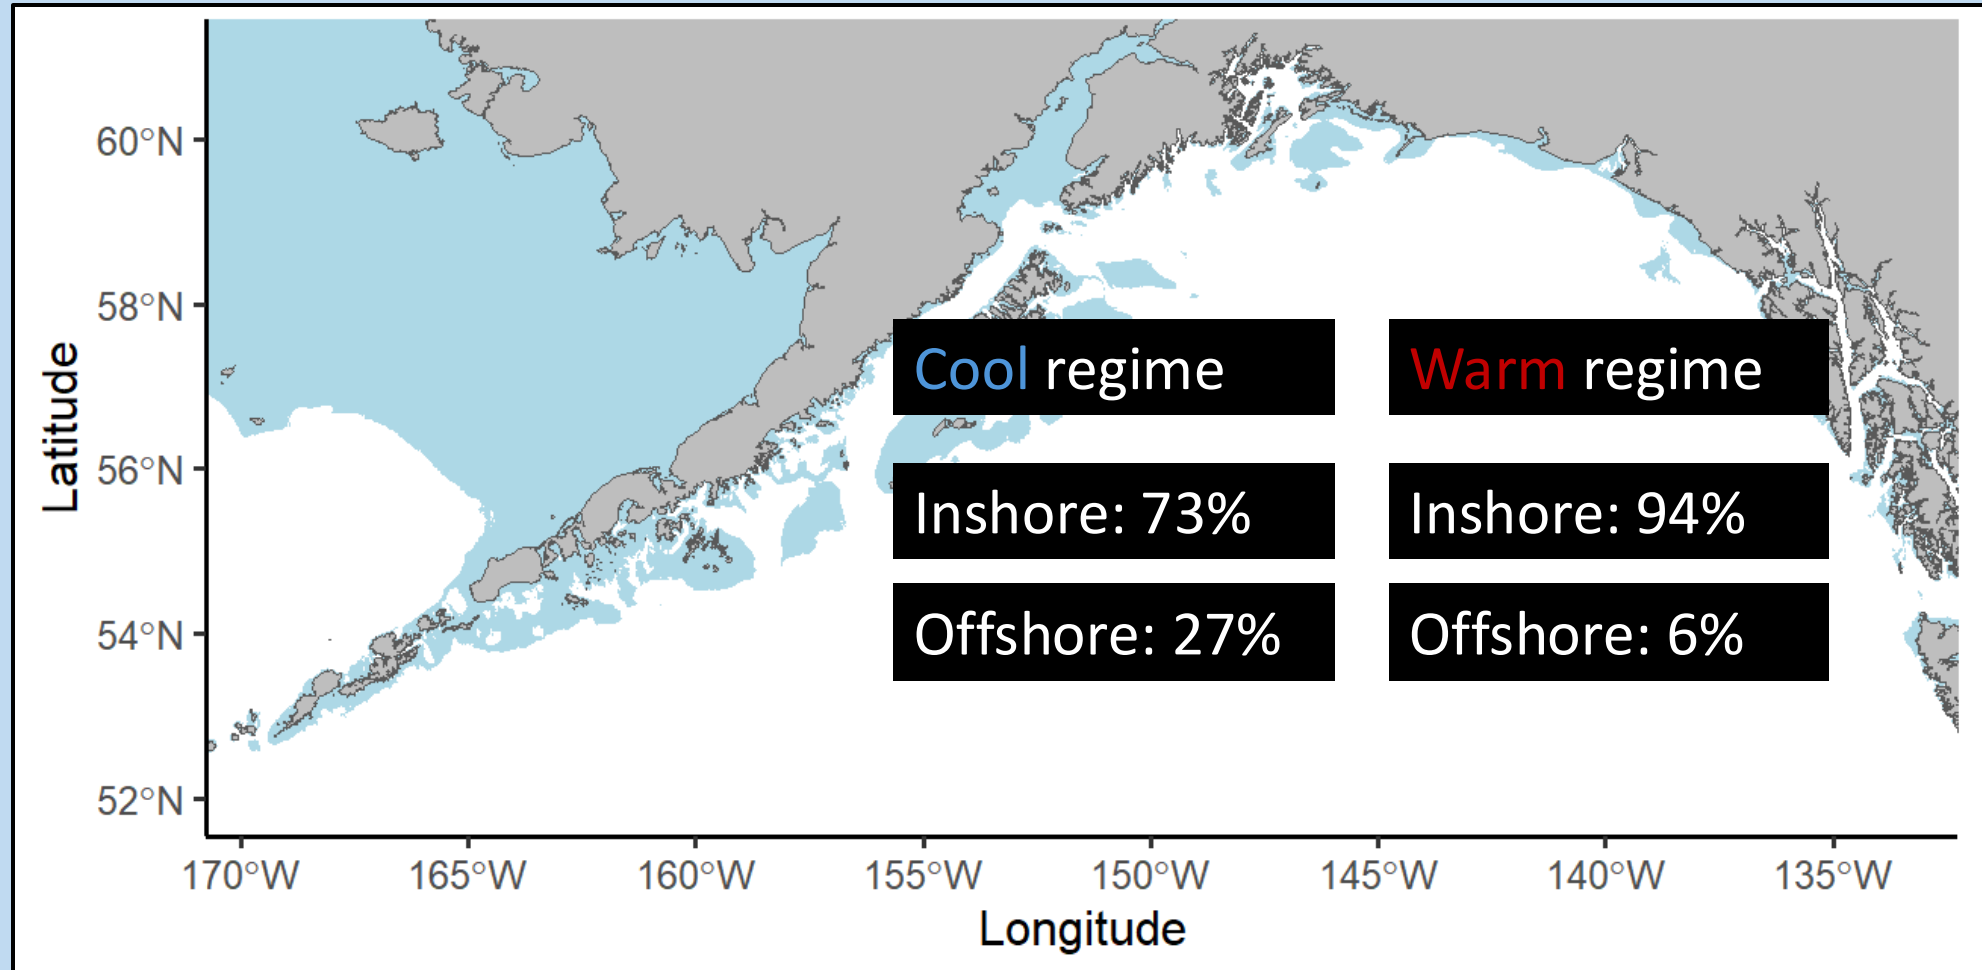 60°N
58°N
56°N
54°N
52°N
Latitude
Cool regime
Warm regime
Inshore: 73%
Inshore: 94%
Offshore: 27%
Offshore: 6%
170°W 165°W 160°W 155°W 150°W 145°W 140°W 135°W
Longitude